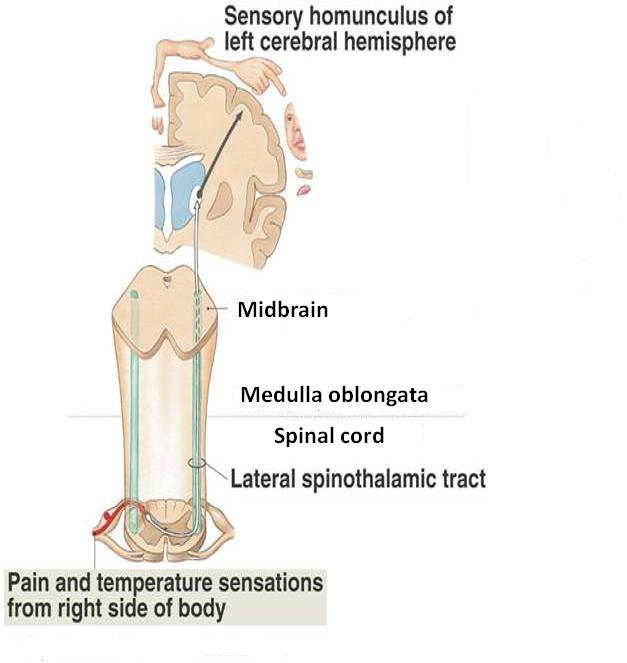 Sensory homunculus of
left cerebral hemisphere
Midbrain
Medulla oblongata
Spinal cord
Lateral spinothalamic tract
Pain and temperature sensations
from right side of body